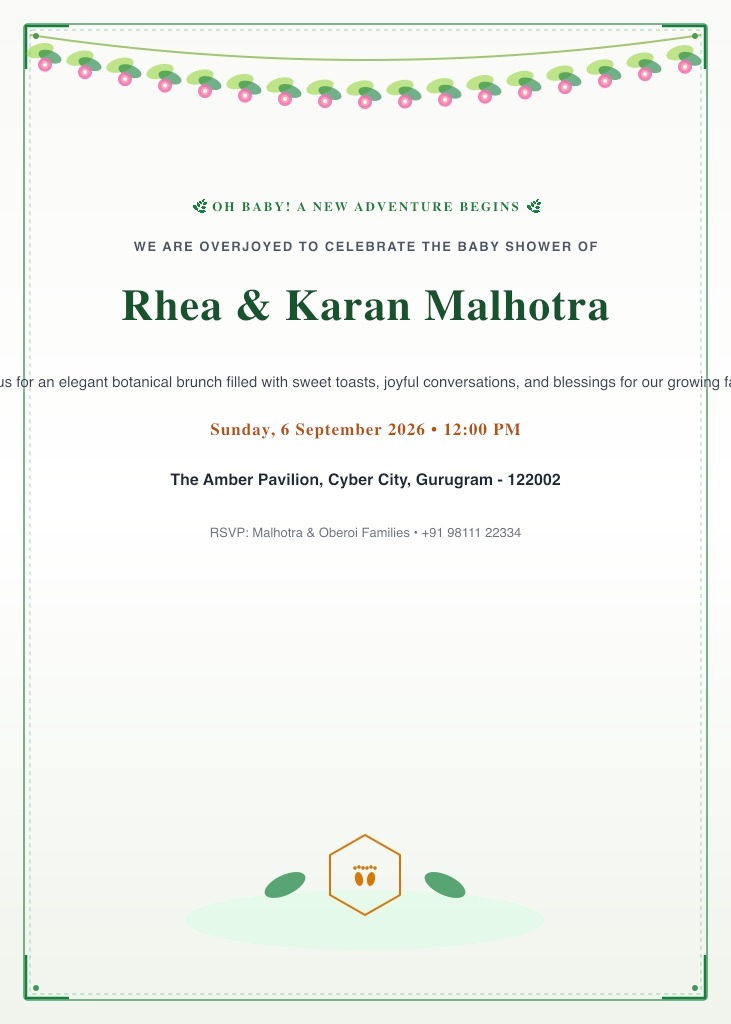 🌿 OH BABY! A NEW ADVENTURE BEGINS 🌿
WE ARE OVERJOYED TO CELEBRATE THE BABY SHOWER OF
Rhea & Karan Malhotra
us for an elegant botanical brunch filled with sweet toasts, joyful conversations, and blessings for our growing
Sunday, 6 September 2026 • 12:00 PM
The Amber Pavilion, Cyber City, Gurugram - 122002
RSVP: Malhotra & Oberoi Families • +91 98111 22334